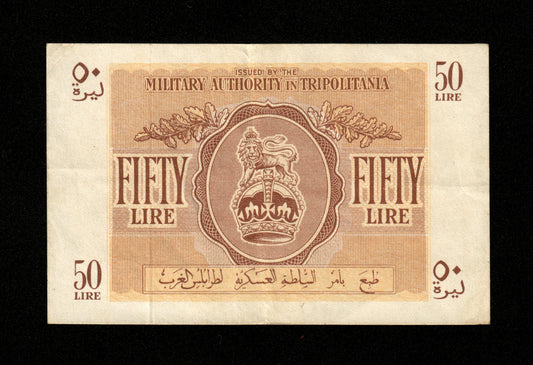 ISSUED BY THE
MILITARY AUTHORITY IN TRIPOLITANIA
٥٠
ليرة
50
LIRE
FIFTY
LIRE
FIFTY
LIRE
50
LIRE
طبع بامر السلطة العسكرية لطرابلس الغرب
٥٠
ليرة